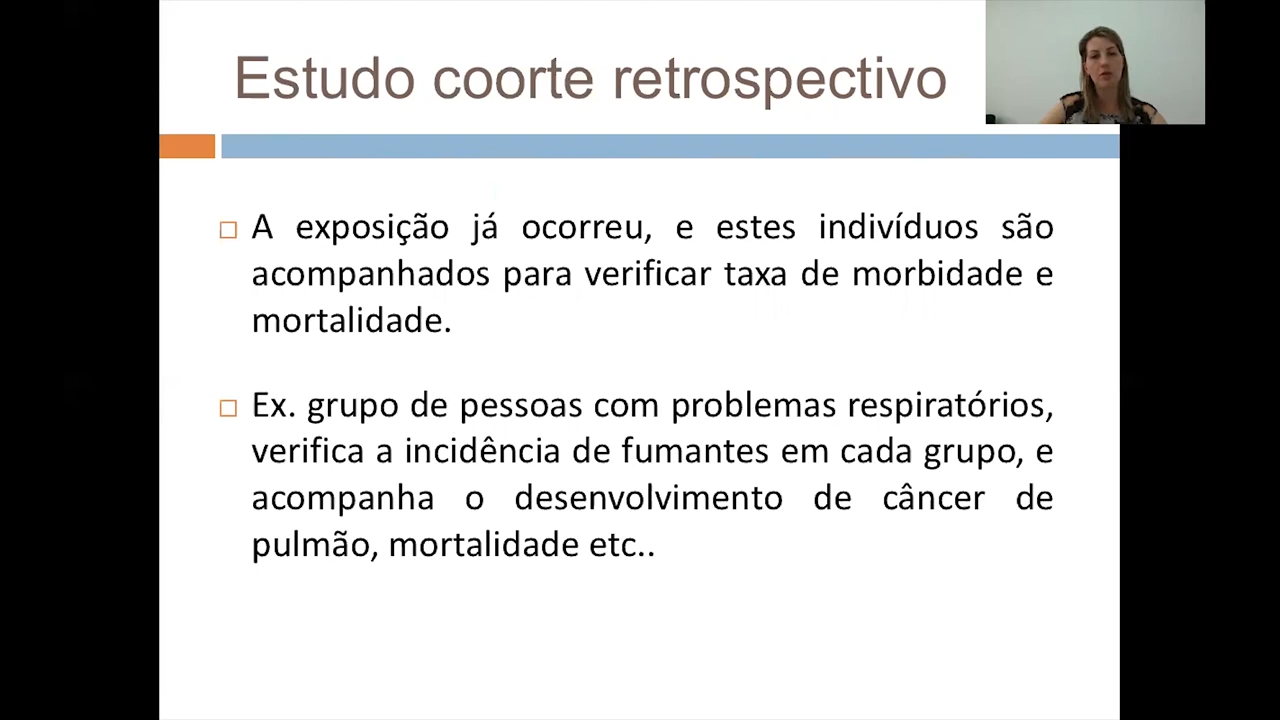 Estudo coorte retrospectivo
A exposição já ocorreu, e estes indivíduos são
acompanhados para verificar taxa de morbidade e
mortalidade.
Ex. grupo de pessoas com problemas respiratórios,
verifica a incidência de fumantes em cada grupo, e
acompanha o desenvolvimento de câncer de
pulmão, mortalidade etc..